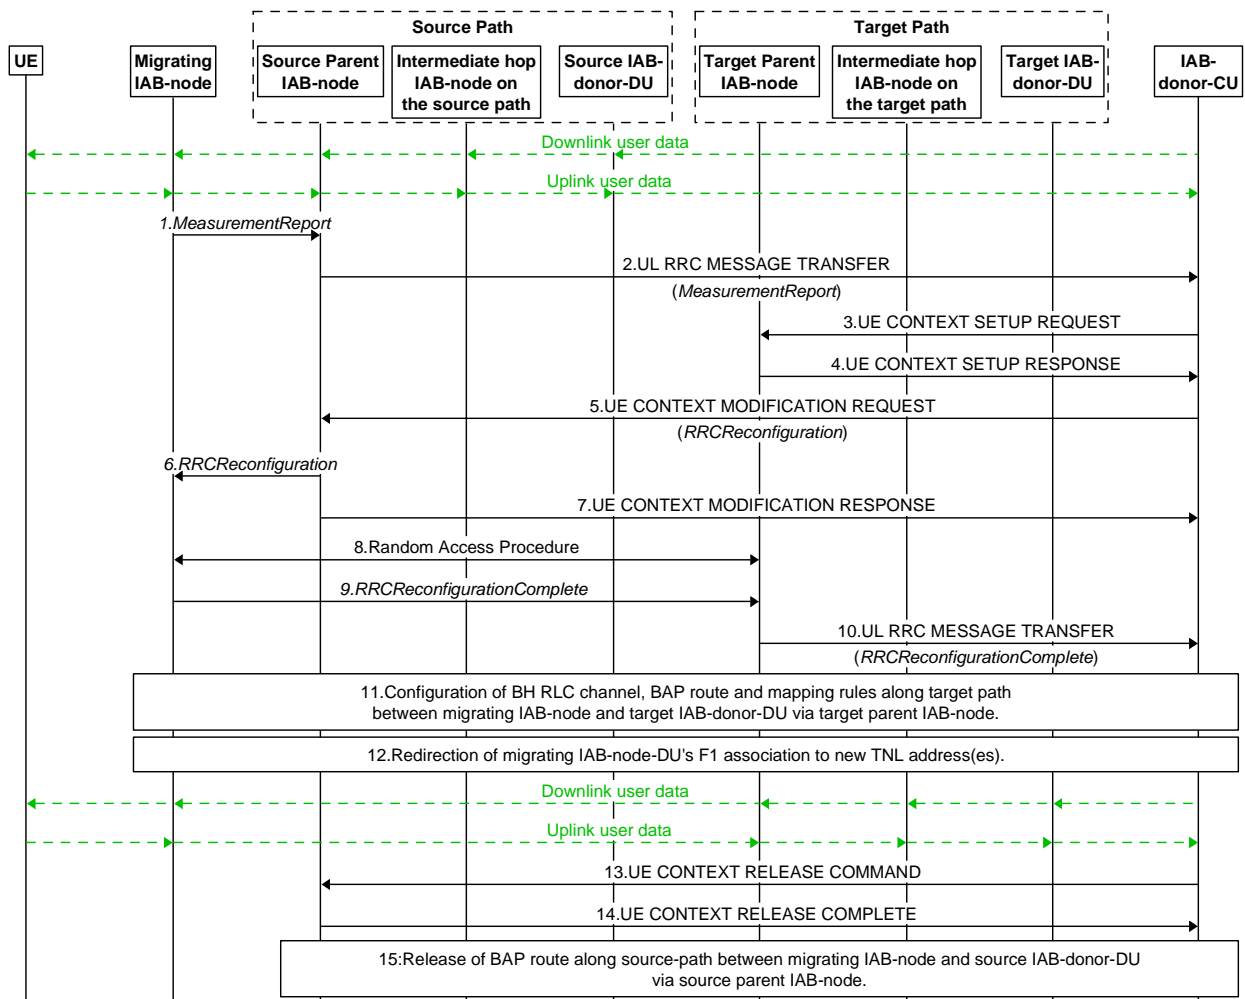 Source Path
Target Path
UE
Migrating
IAB-node
Source Parent
IAB-node
Intermediate hop
IAB-node on
the source path
Source IAB-
donor-DU
Target Parent
IAB-node
Intermediate hop
IAB-node on
the target path
Target IAB-
donor-DU
IAB-
donor-CU
Downlink user data
Uplink user data
1.MeasurementReport
2.UL RRC MESSAGE TRANSFER
(MeasurementReport)
3.UE CONTEXT SETUP REQUEST
4.UE CONTEXT SETUP RESPONSE
5.UE CONTEXT MODIFICATION REQUEST
(RRCReconfiguration)
6.RRCReconfiguration
7.UE CONTEXT MODIFICATION RESPONSE
8.Random Access Procedure
9.RRCReconfigurationComplete
10.UL RRC MESSAGE TRANSFER
(RRCReconfigurationComplete)
11.Configuration of BH RLC channel, BAP route and mapping rules along target path
between migrating IAB-node and target IAB-donor-DU via target parent IAB-node.
12.Redirection of migrating IAB-node-DU's F1 association to new TNL address(es).
Downlink user data
Uplink user data
13.UE CONTEXT RELEASE COMMAND
14.UE CONTEXT RELEASE COMPLETE
15:Release of BAP route along source-path between migrating IAB-node and source IAB-donor-DU
via source parent IAB-node.